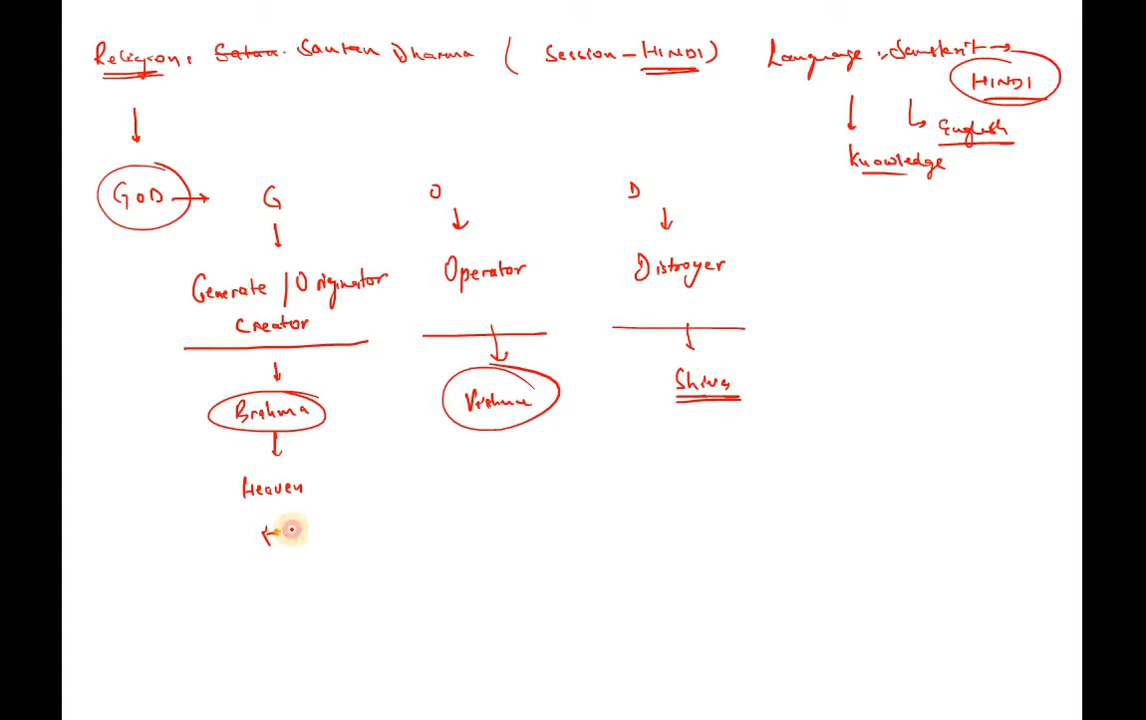 Religion: Satan. Santan Dharma ( Session - HINDI ) Language : Sanskrit → HINDI
English
Knowledge
GOD → G O D
Generate / Originator Operator Distroyer
Creator
Brahma Vishnu Shiva
Heaven